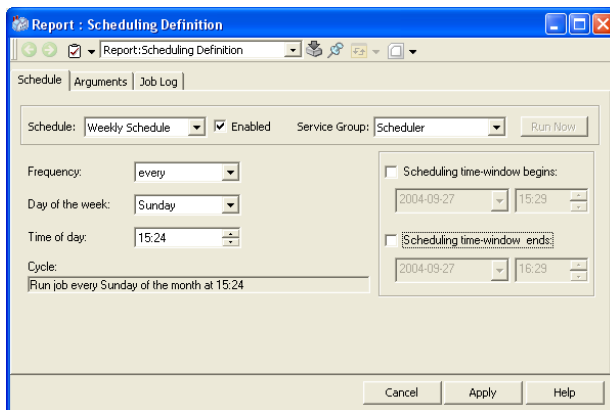 Report : Scheduling Definition
Report:Scheduling Definition
Schedule Arguments Job Log
Schedule: Weekly Schedule Enabled Service Group: Scheduler Run Now
Frequency: every
Day of the week: Sunday
Time of day: 15:24
Cycle:
Run job every Sunday of the month at 15:24
Scheduling time-window begins:
2004-09-27 15:29
Scheduling time-window ends:
2004-09-27 16:29
Cancel Apply Help